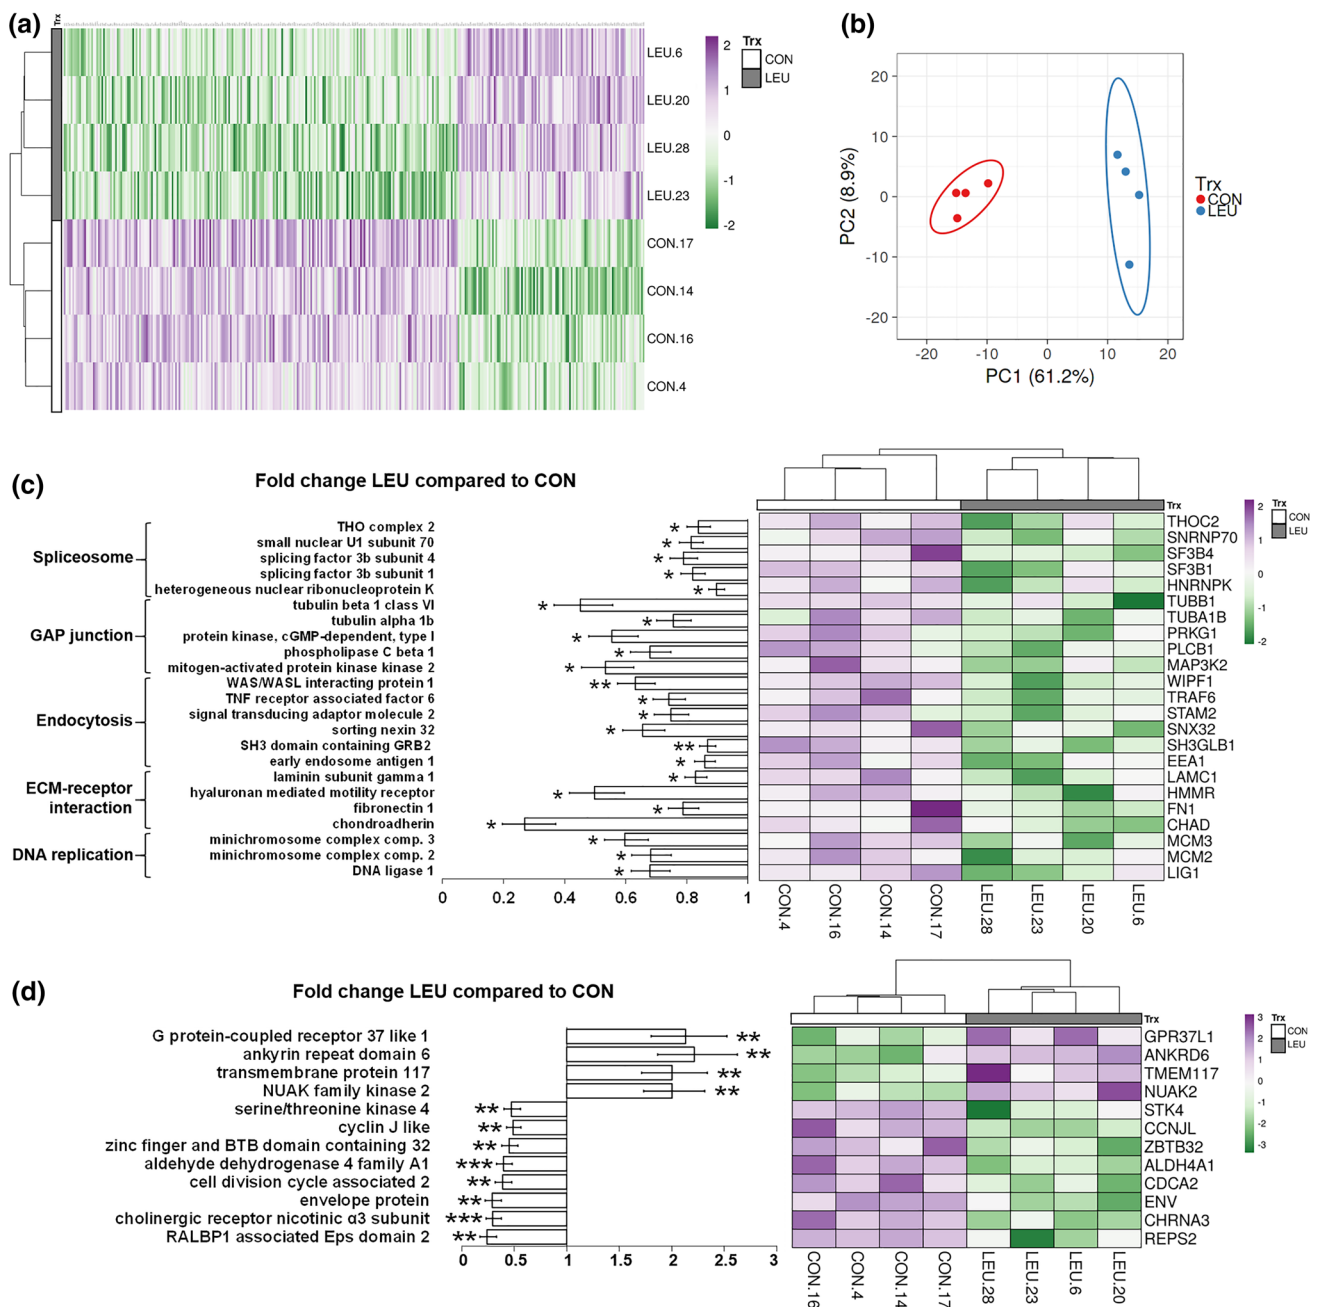 (a)
Trx
LEU.6
LEU.20
LEU.28
LEU.23
CON.17
CON.14
CON.16
CON.4
2
1
0
-1
-2
Trx
CON
LEU
(b)
20
10
0
-10
-20
PC2 (8.9%)
-20 -10 0 10 20
PC1 (61.2%)
Trx
CON
LEU
(c)
Fold change LEU compared to CON
Spliceosome
GAP junction
Endocytosis
ECM-receptor
interaction
DNA replication
THO complex 2 *
small nuclear U1 subunit 70 *
splicing factor 3b subunit 4 *
splicing factor 3b subunit 1 *
heterogeneous nuclear ribonucleoprotein K *
tubulin beta 1 class VI *
tubulin alpha 1b *
protein kinase, cGMP-dependent, type I *
phospholipase C beta 1 *
mitogen-activated protein kinase kinase 2 *
WAS/WASL interacting protein 1 **
TNF receptor associated factor 6 *
signal transducing adaptor molecule 2 *
sorting nexin 32 *
SH3 domain containing GRB2 **
early endosome antigen 1 *
laminin subunit gamma 1 *
hyaluronan mediated motility receptor *
fibronectin 1 *
chondroadherin *
minichromosome complex comp. 3 *
minichromosome complex comp. 2 *
DNA ligase 1 *
0 0.2 0.4 0.6 0.8 1
Trx
THOC2
SNRNP70
SF3B4
SF3B1
HNRNPK
TUBB1
TUBA1B
PRKG1
PLCB1
MAP3K2
WIPF1
TRAF6
STAM2
SNX32
SH3GLB1
EEA1
LAMC1
HMMR
FN1
CHAD
MCM3
MCM2
LIG1
CON.4 CON.16 CON.14 CON.17 LEU.28 LEU.23 LEU.20 LEU.6
2
1
0
-1
-2
Trx
CON
LEU
(d)
Fold change LEU compared to CON
G protein-coupled receptor 37 like 1 **
ankyrin repeat domain 6 **
transmembrane protein 117 **
NUAK family kinase 2 **
serine/threonine kinase 4 **
cyclin J like **
zinc finger and BTB domain containing 32 **
aldehyde dehydrogenase 4 family A1 ***
cell division cycle associated 2 **
envelope protein **
cholinergic receptor nicotinic α3 subunit ***
RALBP1 associated Eps domain 2 **
0 0.5 1 1.5 2 2.5 3
Trx
GPR37L1
ANKRD6
TMEM117
NUAK2
STK4
CCNJL
ZBTB32
ALDH4A1
CDCA2
ENV
CHRNA3
REPS2
CON.16 CON.4 CON.14 CON.17 LEU.28 LEU.23 LEU.6 LEU.20
3
2
1
0
-1
-2
-3
Trx
CON
LEU